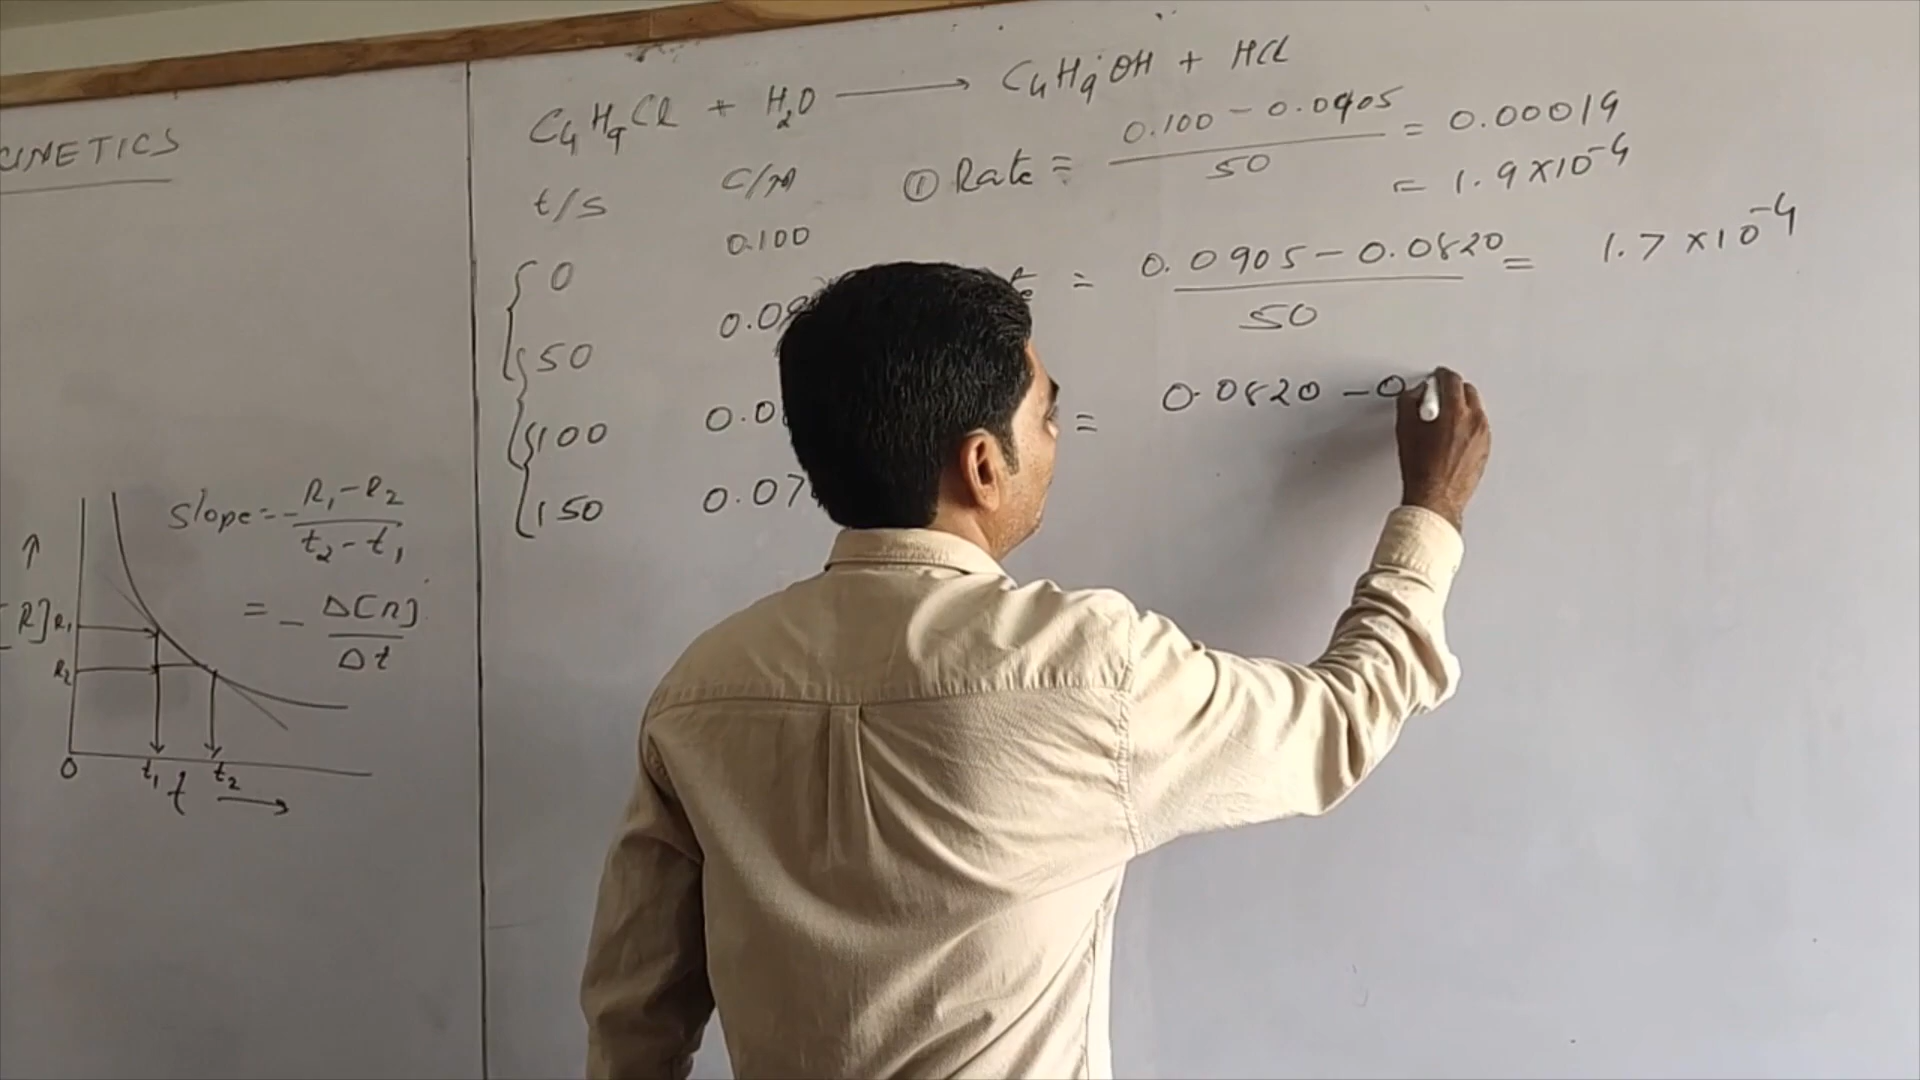 KINETICS
Slope = - R₁-R₂ / t₂-t₁
= - Δ[R] / Δt
↑
[R]
R₁
R₂
0
t₁
t₂
t →
C₄H₉Cl + H₂O → C₄H₉OH + HCl
t/s C/M
0 0.100
50
100
150
① Rate = 0.100 - 0.0905 / 50 = 0.00019
= 1.9 x 10⁻⁴
= 0.0905 - 0.0820 / 50 = 1.7 x 10⁻⁴
= 0.0820 - 0